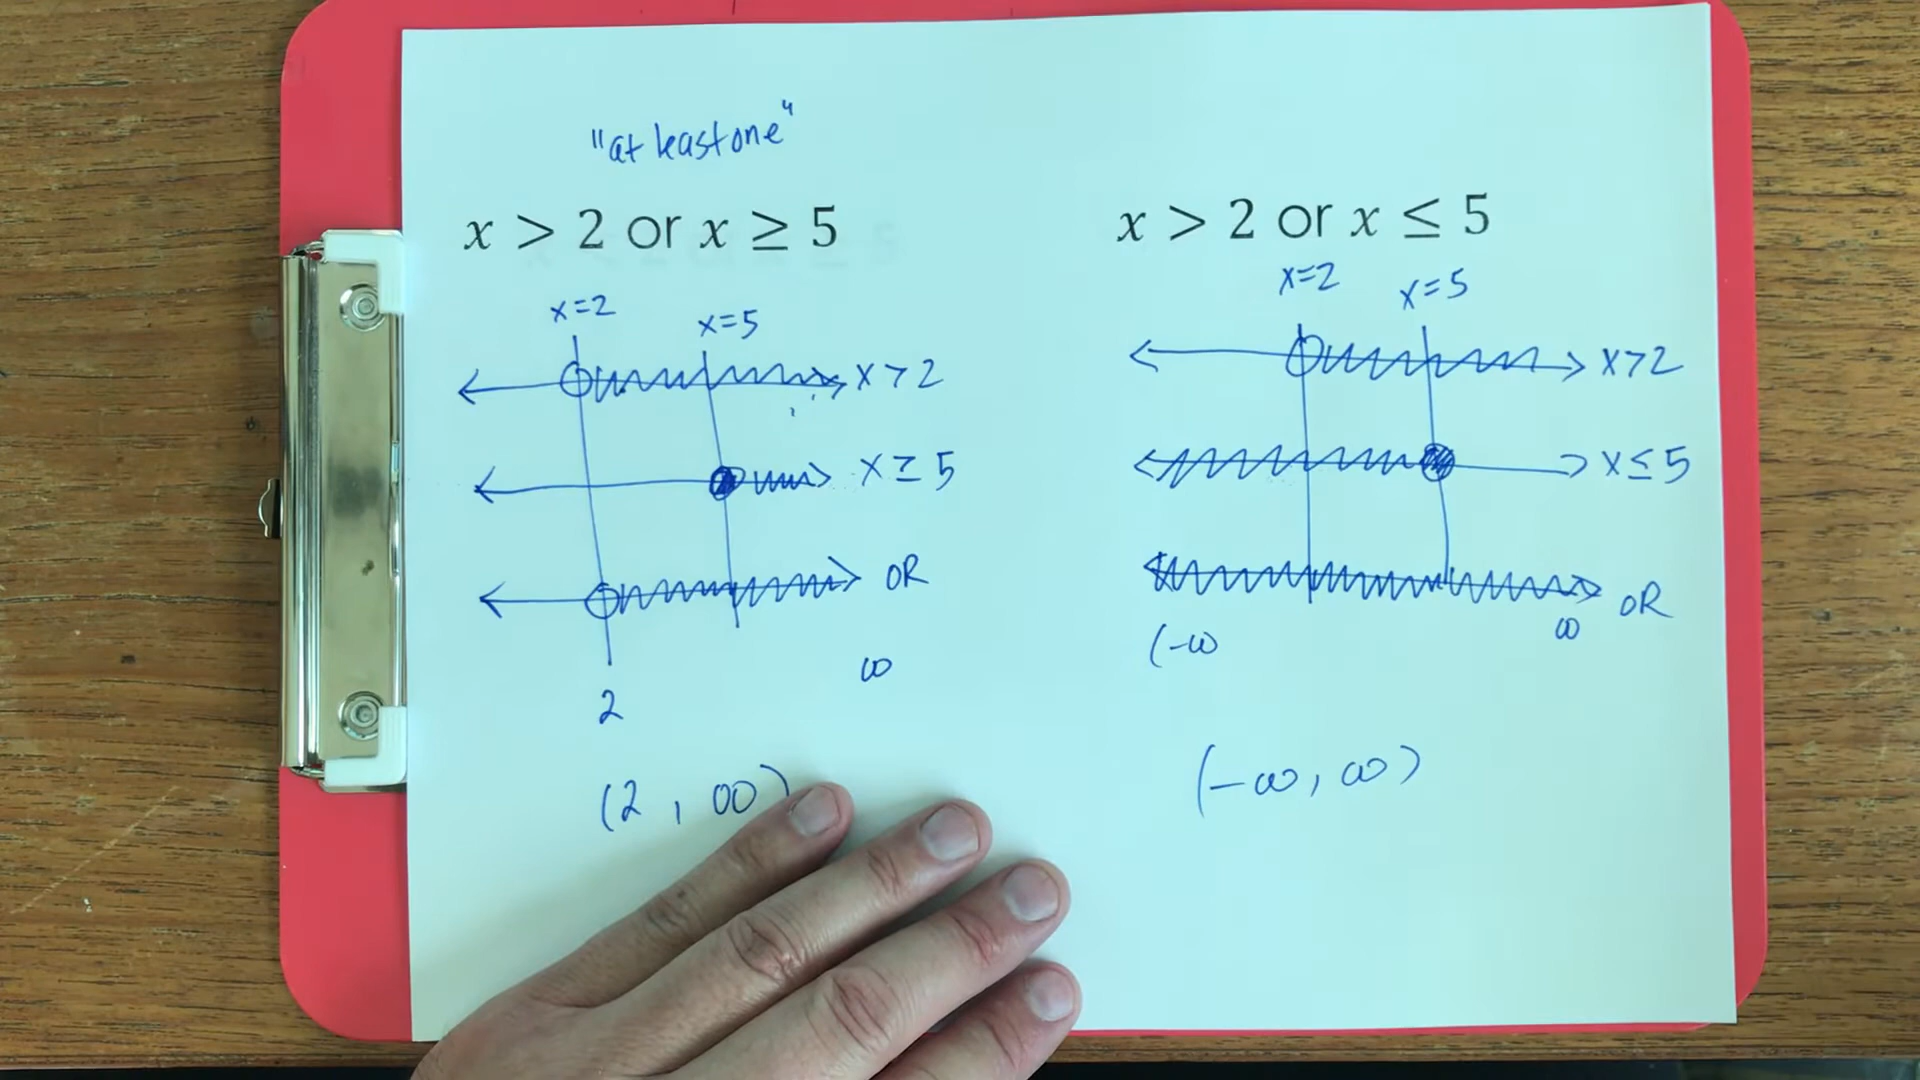 "at least one"
x > 2 or x ≥ 5
x=2
x=5
x > 2
x ≥ 5
OR
∞
2
(2, ∞)
x > 2 or x ≤ 5
x=2
x=5
x>2
x≤5
OR
(-∞
∞
(-∞, ∞)